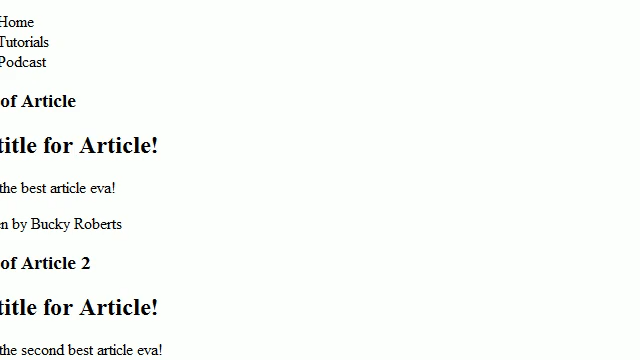 Home
Tutorials
Podcast
of Article
title for Article!
the best article eva!
by Bucky Roberts
of Article 2
title for Article!
the second best article eva!